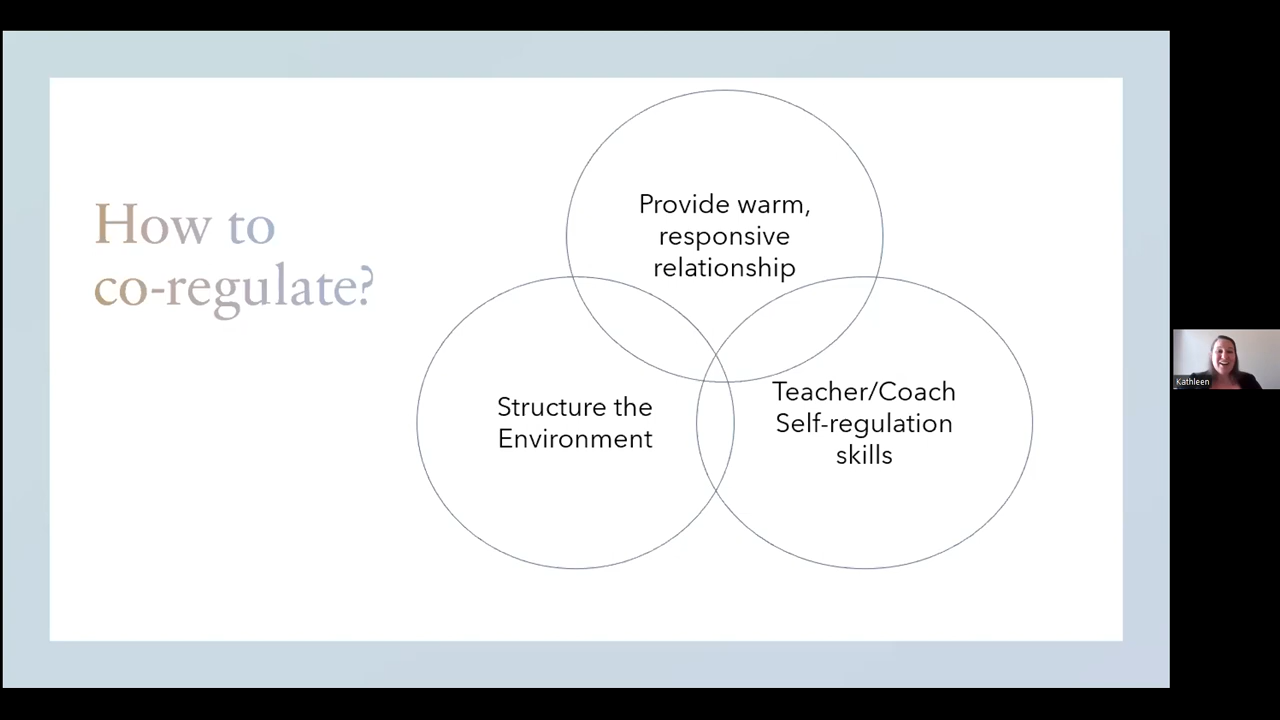 How to
co-regulate?
Provide warm,
responsive
relationship
Structure the
Environment
Teacher/Coach
Self-regulation
skills
Kathleen